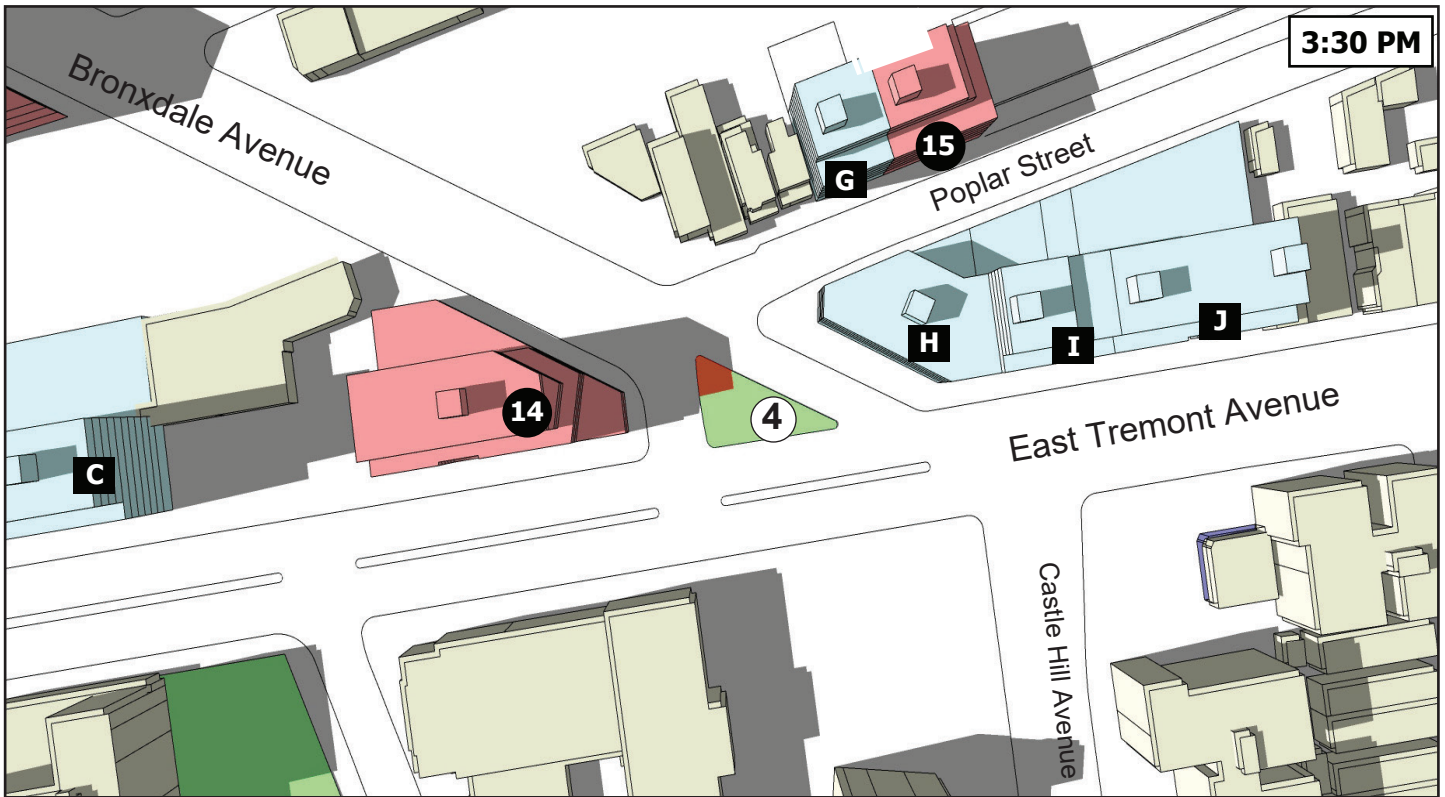 3:30 PM
Bronxdale Avenue
15
G
Poplar Street
H
I
J
14
4
East Tremont Avenue
C
Castle Hill Avenue